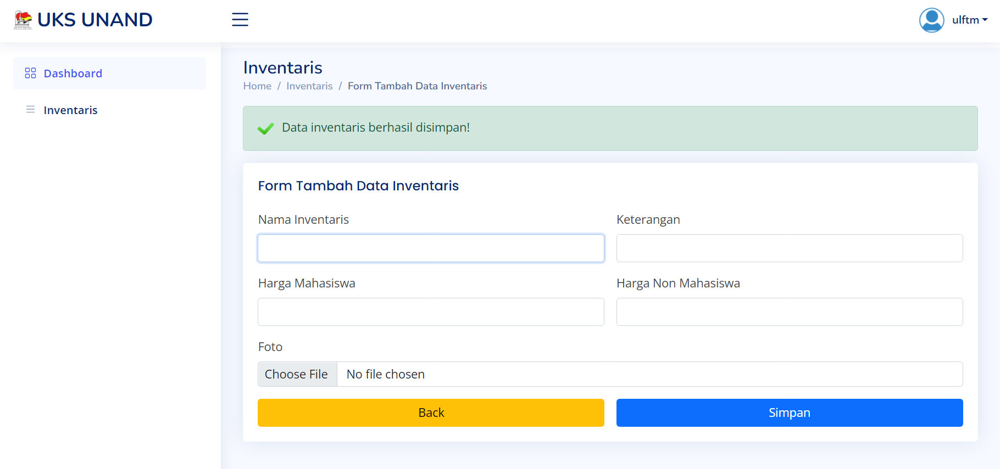 UKS UNAND
ulftm
Dashboard
Inventaris
Inventaris
Home / Inventaris / Form Tambah Data Inventaris
Data inventaris berhasil disimpan!
Form Tambah Data Inventaris
Nama Inventaris
Keterangan
Harga Mahasiswa
Harga Non Mahasiswa
Foto
Choose File No file chosen
Back
Simpan